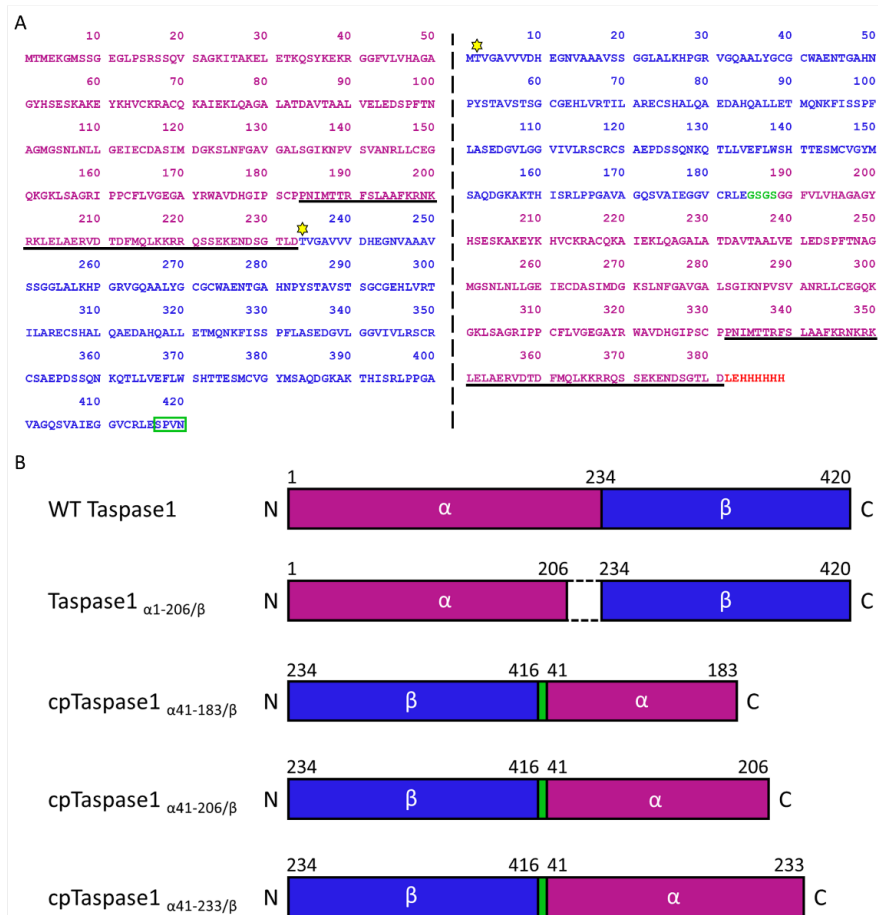 A
10 20 30 40 50
MTMEKGMSSG EGLPSRSSQV SAGKITAKEL ETKQSYKEKR GGFVLVHAGA
60 70 80 90 100
GYHSESKAKE YKHVCKRACQ KAIEKLQAGA LATDAVTAAL VELEDSPFTN
110 120 130 140 150
AGMGSNLNLL GEIECDASIM DGKSLNFGAV GALSGIKNPV SVANRLLCEG
160 170 180 190 200
QKGKLSAGRI PPCFLVGEGA YRWAVDHGIP SCPPNIMTTR FSLAAFKRNK
210 220 230 240 250
RKLELAERVD TDFMQLKKRR QSSEKENDSG TLDTVGAVVV DHEGNVAAAV
260 270 280 290 300
SSGGLALKHP GRVGQAALYG CGCWAENTGA HNPYSTAVST SGCGEHLVRT
310 320 330 340 350
ILARECSHAL QAEDAHQALL ETMQNKFISS PFLASEDGVL GGVIVLRSCR
360 370 380 390 400
CSAEPDSSQN KQTLLVEFLW SHTTESMCVG YMSAQDGKAK THISRLPPGA
410 420
VAGQSVAIEG GVCRLESPVN
10 20 30 40 50
MTVGAVVVDH EGNVAAAVSS GGLALKHPGR VGQAALYGCG CWAENTGAHN
60 70 80 90 100
PYSTAVSTSG CGEHLVRTIL ARECSHALQA EDAHQALLET MQNKFISSPF
110 120 130 140 150
LASEDGVLGG VIVLRSCRCS AEPDSSQNKQ TLLVEFLWSH TTESMCVGYM
160 170 180 190 200
SAQDGKAKTH ISRLPPGAVA GQSVAIEGGV CRLEGSGSGG FVLVHAGAGY
210 220 230 240 250
HSESKAKEYK HVCKRACQKA IEKLQAGALA TDAVTAALVE LEDSPFTNAG
260 270 280 290 300
MGSNLNLLGE IECDASIMDG KSLNFGAVGA LSGIKNPVSV ANRLLCEGQK
310 320 330 340 350
GKLSAGRIPP CFLVGEGAYR WAVDHGIPSC PPNIMTTRFS LAAFKRNKRK
360 370 380
LELAERVDTD FMQLKKRRQS SEKENDSGTL DLEHHHHHH
B
1 234 420
WT Taspase1 N α β C
1 206 234 420
Taspase1 α1-206/β N α β C
234 416 41 183
cpTaspase1 α41-183/β N β α C
234 416 41 206
cpTaspase1 α41-206/β N β α C
234 416 41 233
cpTaspase1 α41-233/β N β α C